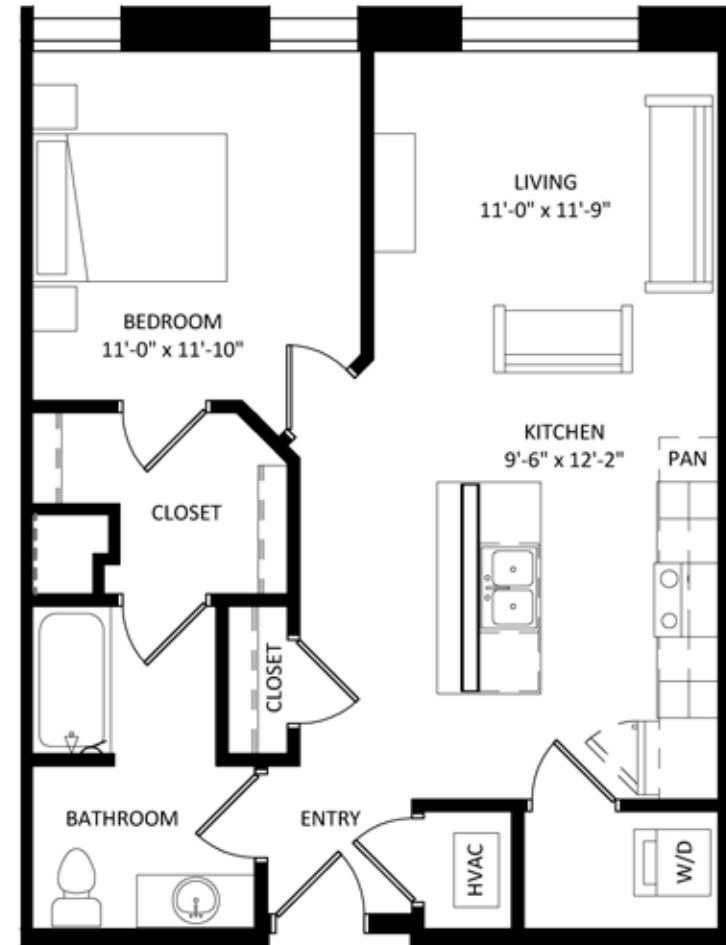 LIVING
11'-0" x 11'-9"
BEDROOM
11'-0" x 11'-10"
KITCHEN
9'-6" x 12'-2"
PAN
CLOSET
CLOSET
BATHROOM
ENTRY
HVAC
W/D